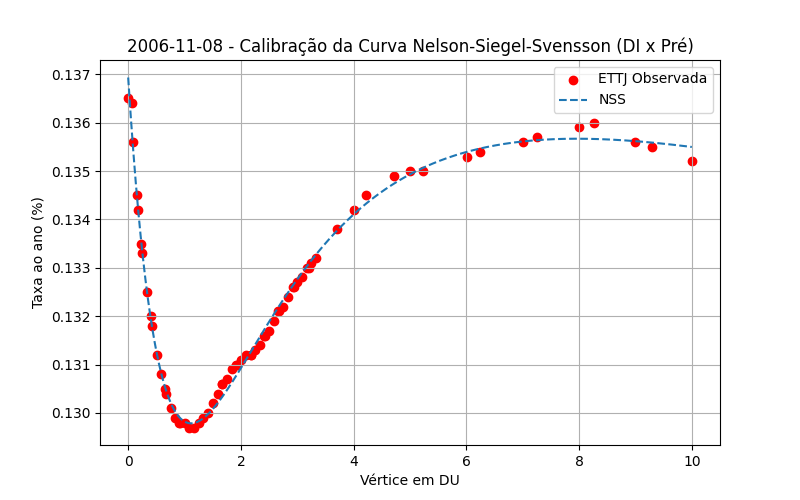 2006-11-08 - Calibração da Curva Nelson-Siegel-Svensson (DI x Pré)
ETTJ Observada
NSS
Taxa ao ano (%)
0.137
0.136
0.135
0.134
0.133
0.132
0.131
0.130
0 2 4 6 8 10
Vértice em DU